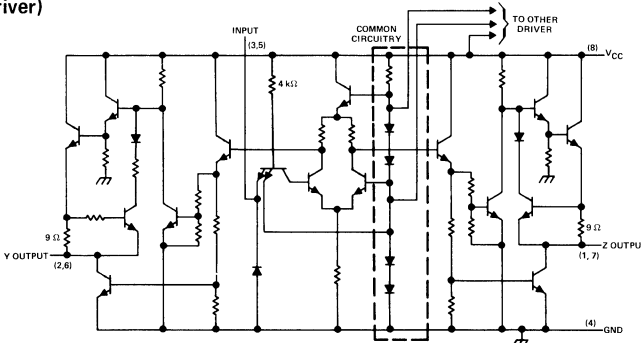 river)
INPUT
(3,5)
COMMON
CIRCUITRY
TO OTHER
DRIVER
(8)
VCC
4 kΩ
9 Ω
Y OUTPUT
(2,6)
9 Ω
Z OUTPU
(1, 7)
(4)
GND